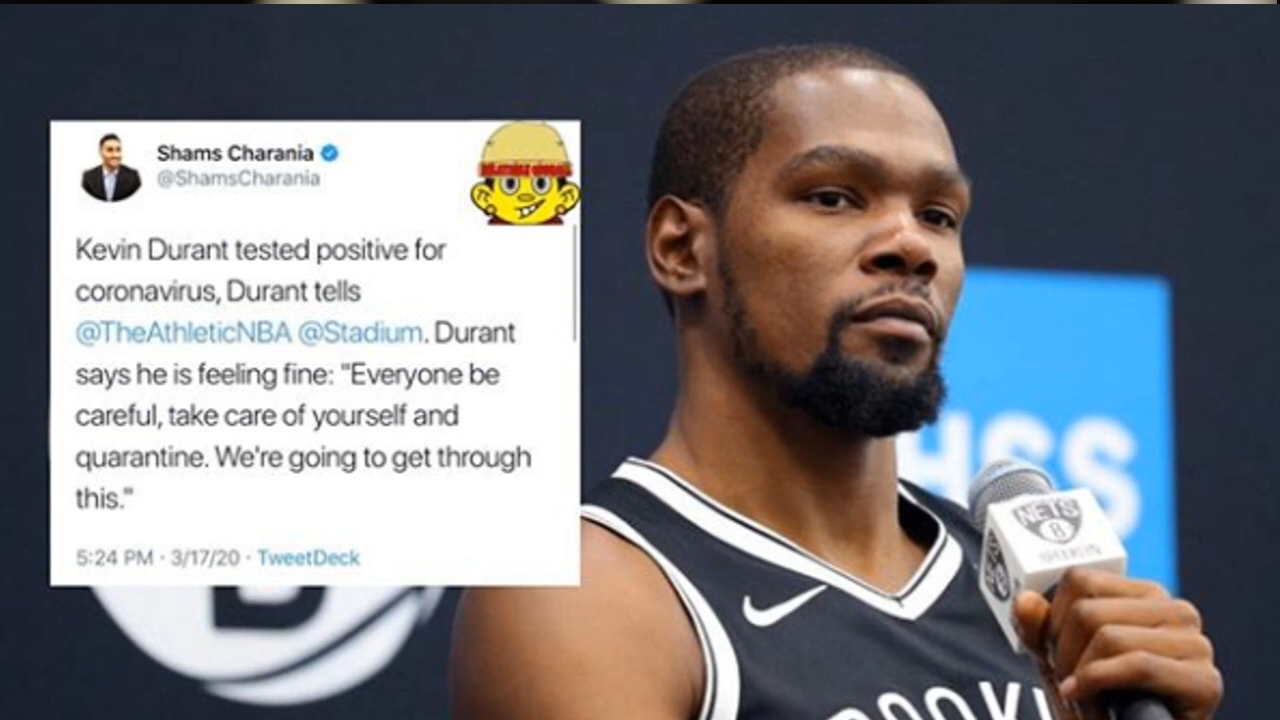 Shams Charania
@ShamsCharania
Kevin Durant tested positive for
coronavirus, Durant tells
@TheAthleticNBA @Stadium. Durant
says he is feeling fine: "Everyone be
careful, take care of yourself and
quarantine. We're going to get through
this."
5:24 PM · 3/17/20 · TweetDeck
HSS
NETS
B